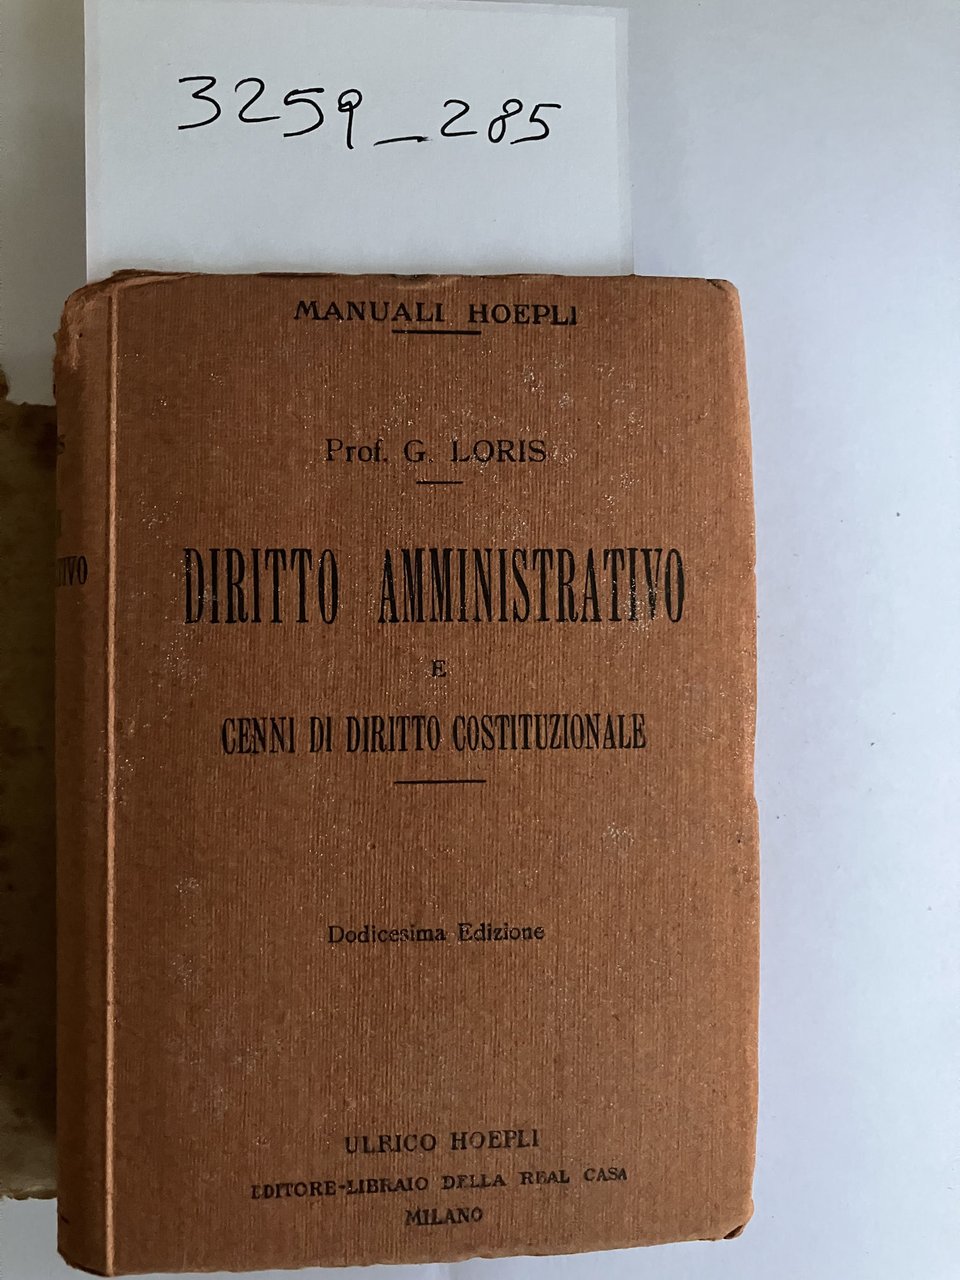 3259_285
MANUALI HOEPLI
Prof. G. LORIS
DIRITTO AMMINISTRATIVO
E
CENNI DI DIRITTO COSTITUZIONALE
Dodicesima Edizione
ULRICO HOEPLI
EDITORE-LIBRAIO DELLA REAL CASA
MILANO